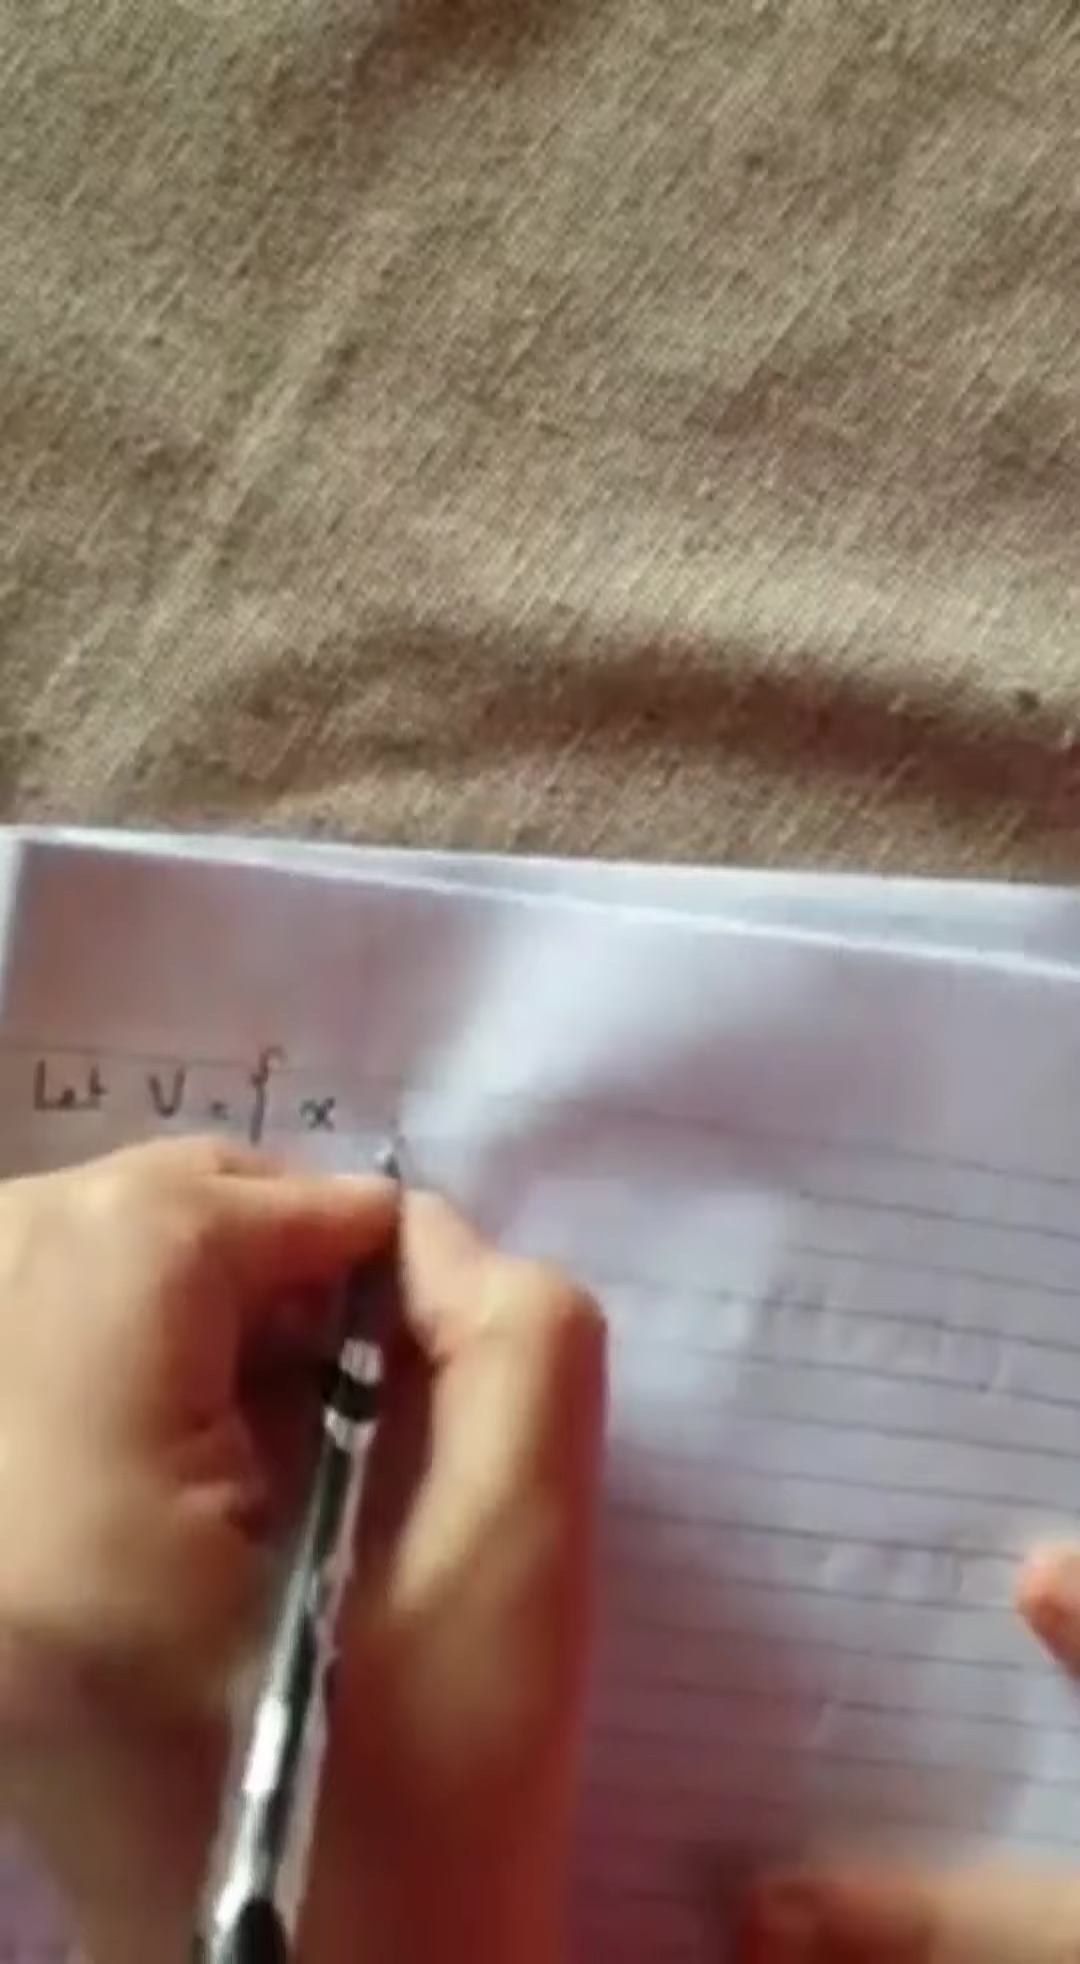 Let V = { x